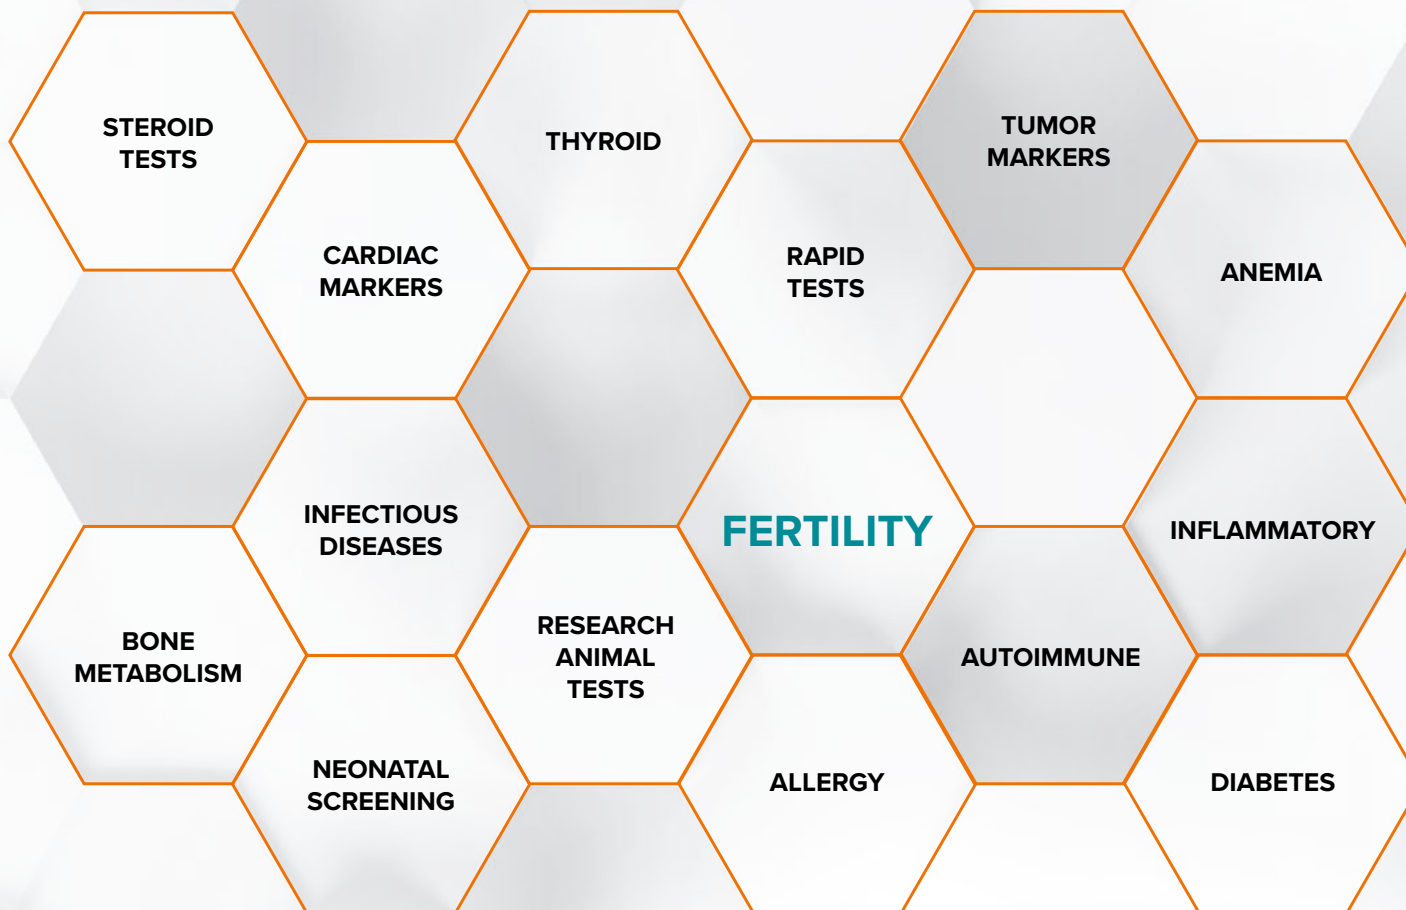 STEROID
TESTS
THYROID
TUMOR
MARKERS
CARDIAC
MARKERS
RAPID
TESTS
ANEMIA
INFECTIOUS
DISEASES
FERTILITY
INFLAMMATORY
BONE
METABOLISM
RESEARCH
ANIMAL
TESTS
AUTOIMMUNE
NEONATAL
SCREENING
ALLERGY
DIABETES